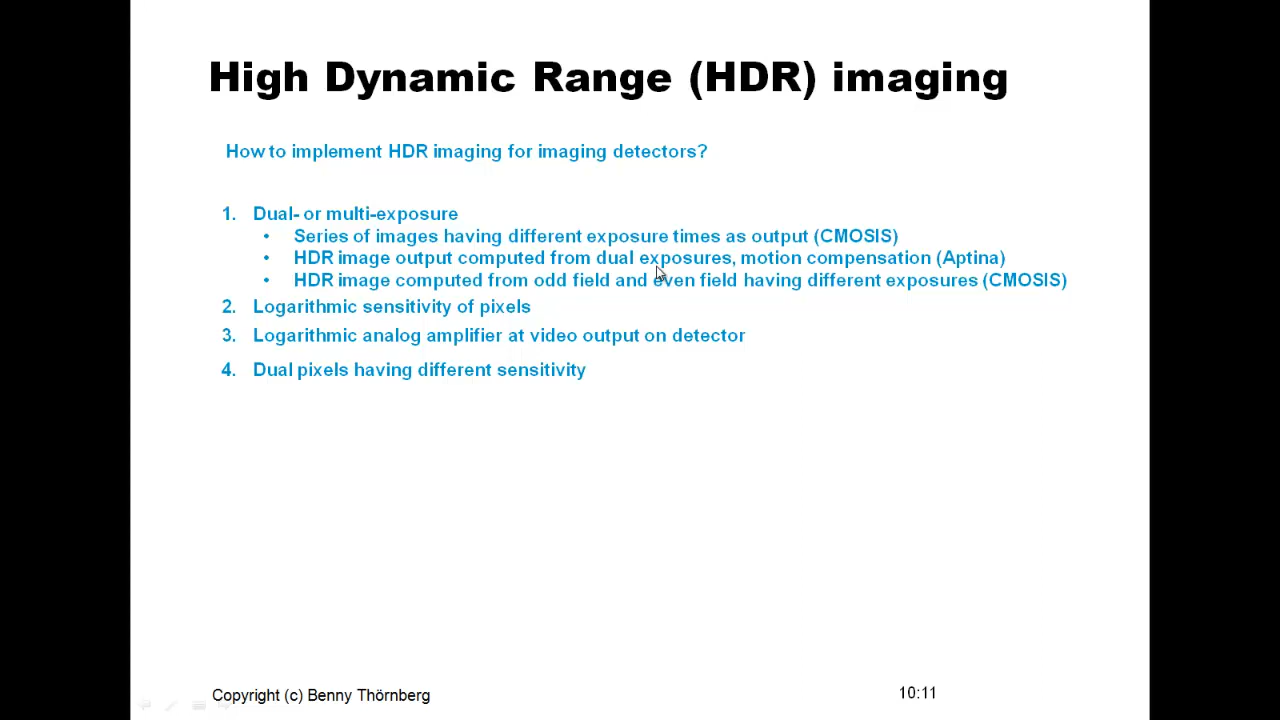 High Dynamic Range (HDR) imaging
How to implement HDR imaging for imaging detectors?
1. Dual- or multi-exposure
• Series of images having different exposure times as output (CMOSIS)
• HDR image output computed from dual exposures, motion compensation (Aptina)
• HDR image computed from odd field and even field having different exposures (CMOSIS)
2. Logarithmic sensitivity of pixels
3. Logarithmic analog amplifier at video output on detector
4. Dual pixels having different sensitivity
Copyright (c) Benny Thörnberg
10:11